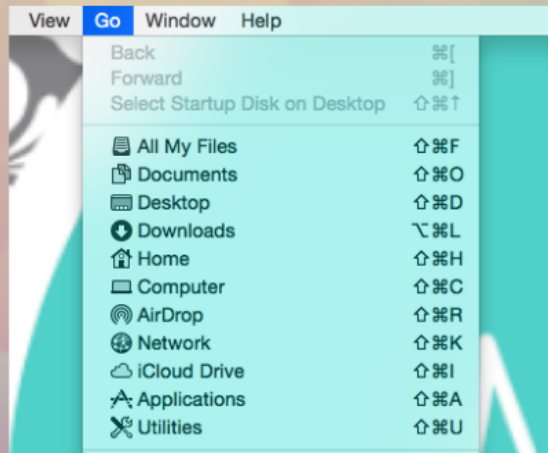 View Go Window Help
Back ⌘[
Forward ⌘]
Select Startup Disk on Desktop ⇧⌘↑
All My Files ⇧⌘F
Documents ⇧⌘O
Desktop ⇧⌘D
Downloads ⌥⌘L
Home ⇧⌘H
Computer ⇧⌘C
AirDrop ⇧⌘R
Network ⇧⌘K
iCloud Drive ⇧⌘I
Applications ⇧⌘A
Utilities ⇧⌘U